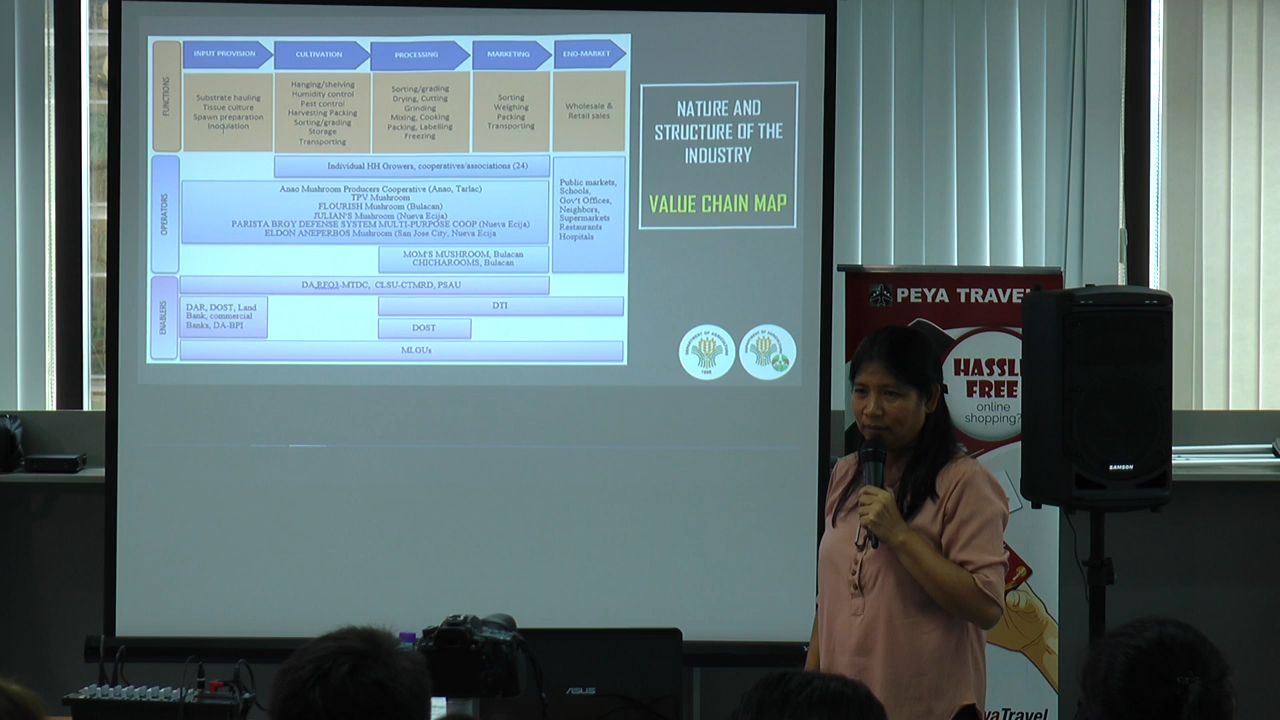 FUNCTIONS
INPUT PROVISION
CULTIVATION
PROCESSING
MARKETING
END-MARKET
Substrate hauling
Tissue culture
Spawn preparation
Inoculation
Hanging/shelving
Humidity control
Pest control
Harvesting Packing
Sorting/grading
Storage
Transporting
Sorting/grading
Drying, Cutting
Grinding
Mixing, Cooking
Packing, Labelling
Freezing
Sorting
Weighing
Packing
Transporting
Wholesale &
Retail sales
OPERATORS
Individual HH Growers, cooperatives/associations (24)
Anao Mushroom Producers Cooperative (Anao, Tarlac)
TPV Mushroom
FLOURISH Mushroom (Bulacan)
JULIAN'S Mushroom (Nueva Ecija)
PARISTA BRGY DEFENSE SYSTEM MULTI-PURPOSE COOP (Nueva Ecija)
ELDON ANEPERBOS Mushroom (San Jose City, Nueva Ecija
MOM'S MUSHROOM, Bulacan
CHICHAROOMS, Bulacan
Public markets,
Schools,
Gov't Offices,
Neighbors,
Supermarkets
Restaurants
Hospitals
ENABLERS
DA,RFO3-MTDC, CLSU-CTMRD, PSAU
DAR, DOST, Land
Bank, commercial
Banks, DA-BPI
DTI
DOST
MLGUs
NATURE AND
STRUCTURE OF THE
INDUSTRY
VALUE CHAIN MAP
PEYA TRAVEL
HASSL
FREE
online
shopping?
SAMSON
ASUS
yaTravel